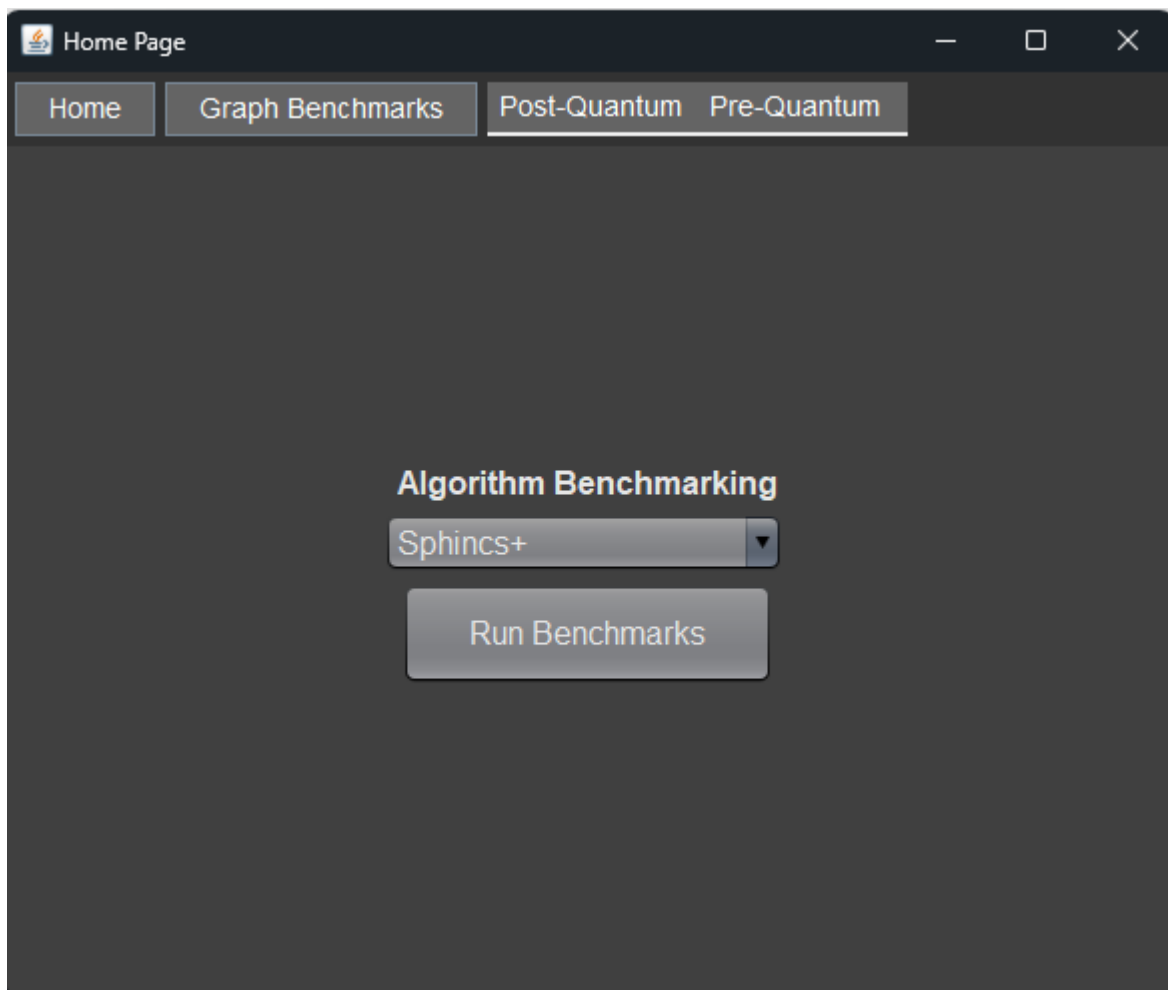 Home Page
Home Graph Benchmarks Post-Quantum Pre-Quantum
Algorithm Benchmarking
Sphincs+
Run Benchmarks